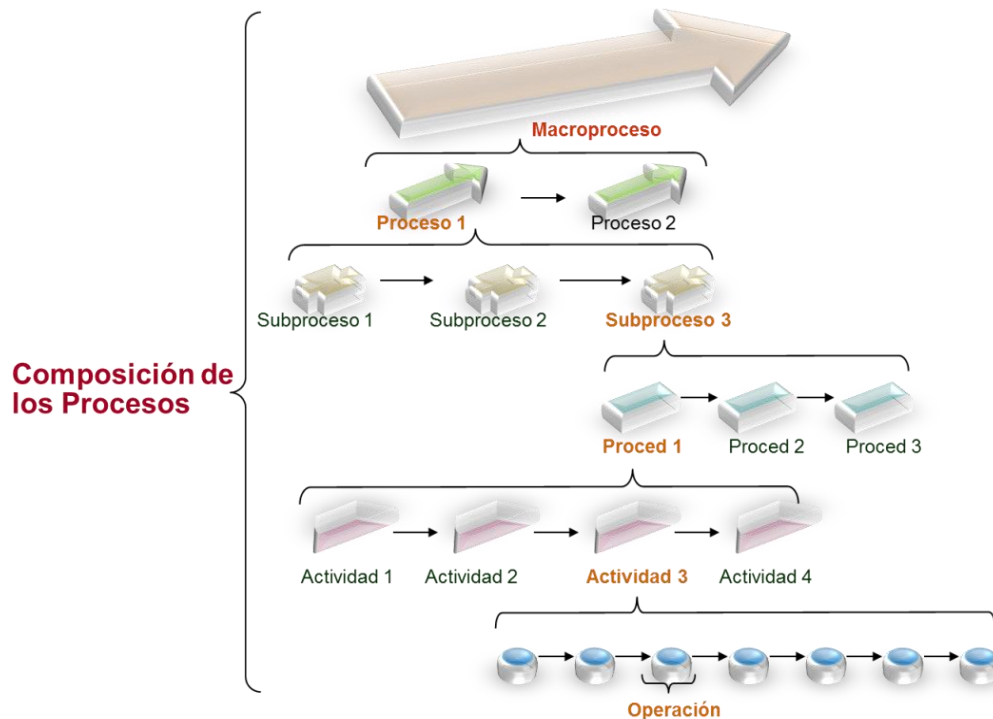 Macroproceso
Proceso 1
Proceso 2
Subproceso 1
Subproceso 2
Subproceso 3
Composición de
los Procesos
Proced 1
Proced 2
Proced 3
Actividad 1
Actividad 2
Actividad 3
Actividad 4
Operación